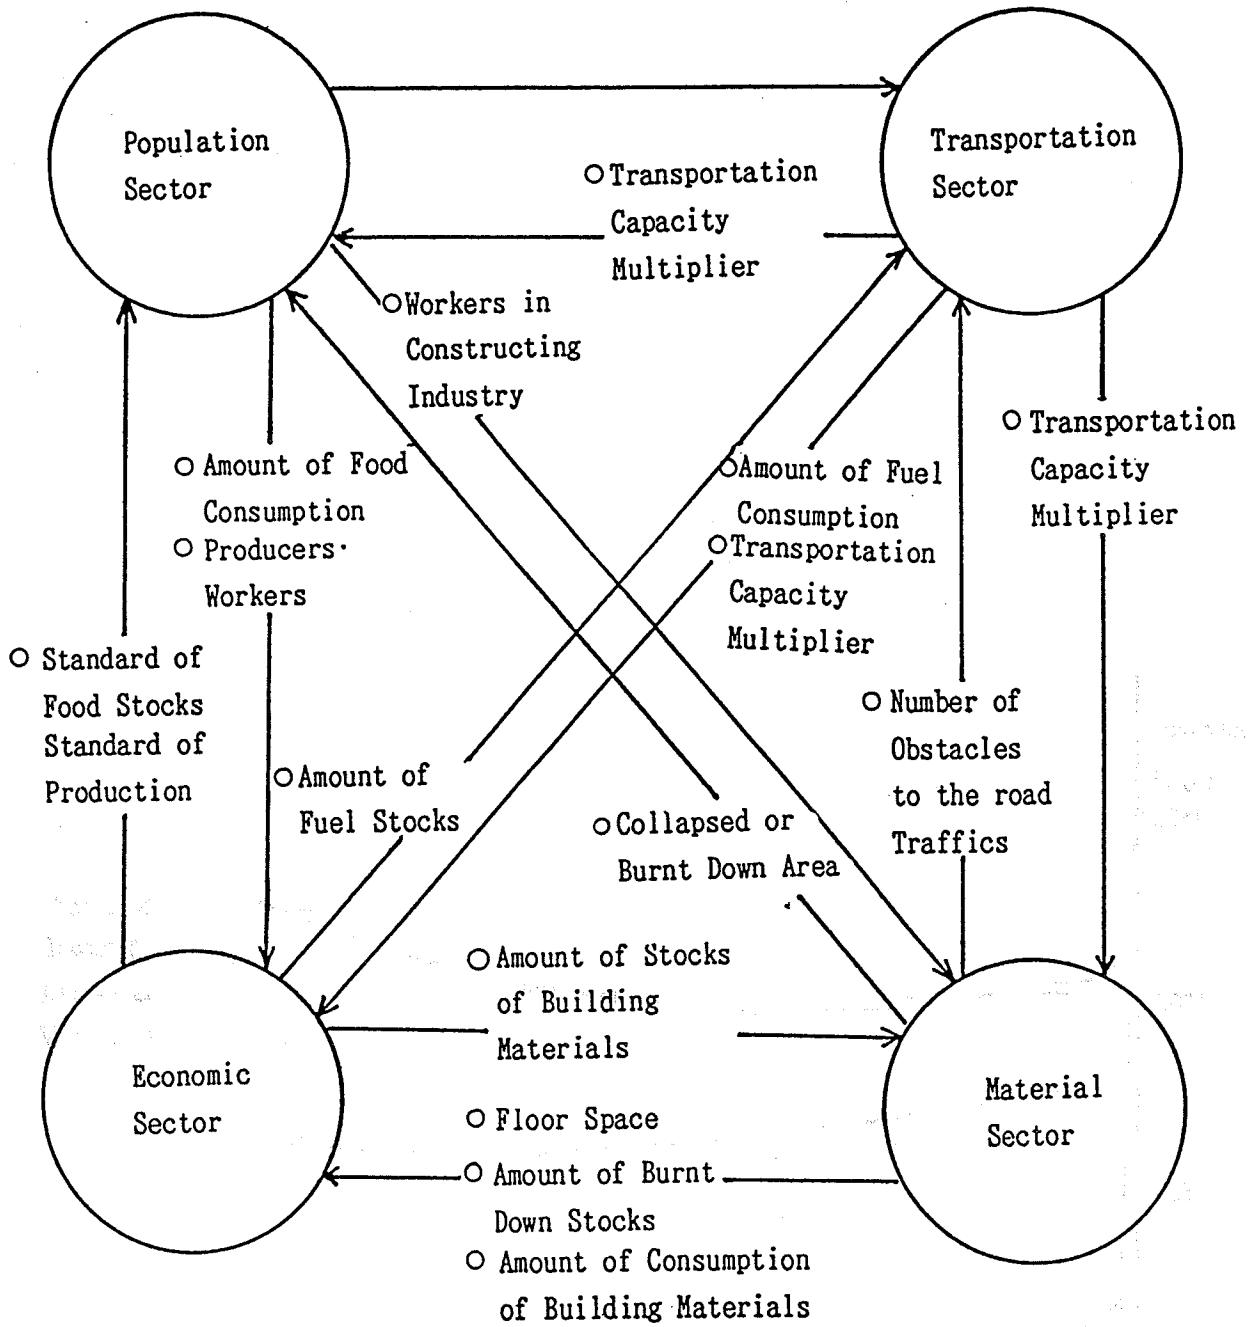 Population
Sector
Transportation
Sector
○ Transportation
Capacity
Multiplier
○ Workers in
Constructing
Industry
○ Transportation
Capacity
Multiplier
○ Amount of Food
Consumption
○ Producers·
Workers
○ Amount of Fuel
Consumption
○ Transportation
Capacity
Multiplier
○ Standard of
Food Stocks
Standard of
Production
○ Number of
Obstacles
to the road
Traffics
○ Amount of
Fuel Stocks
○ Collapsed or
Burnt Down Area
○ Amount of Stocks
of Building
Materials
Economic
Sector
Material
Sector
○ Floor Space
○ Amount of Burnt
Down Stocks
○ Amount of Consumption
of Building Materials